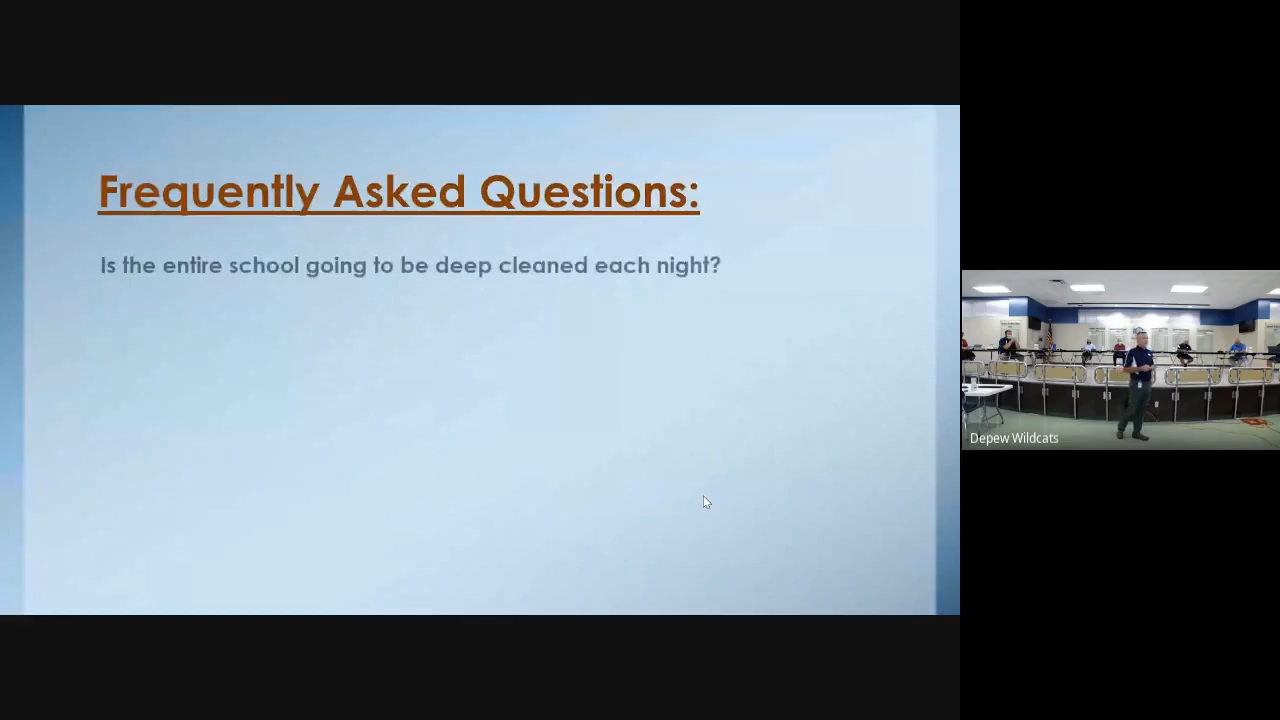 Frequently Asked Questions:
Is the entire school going to be deep cleaned each night?
Depew Wildcats